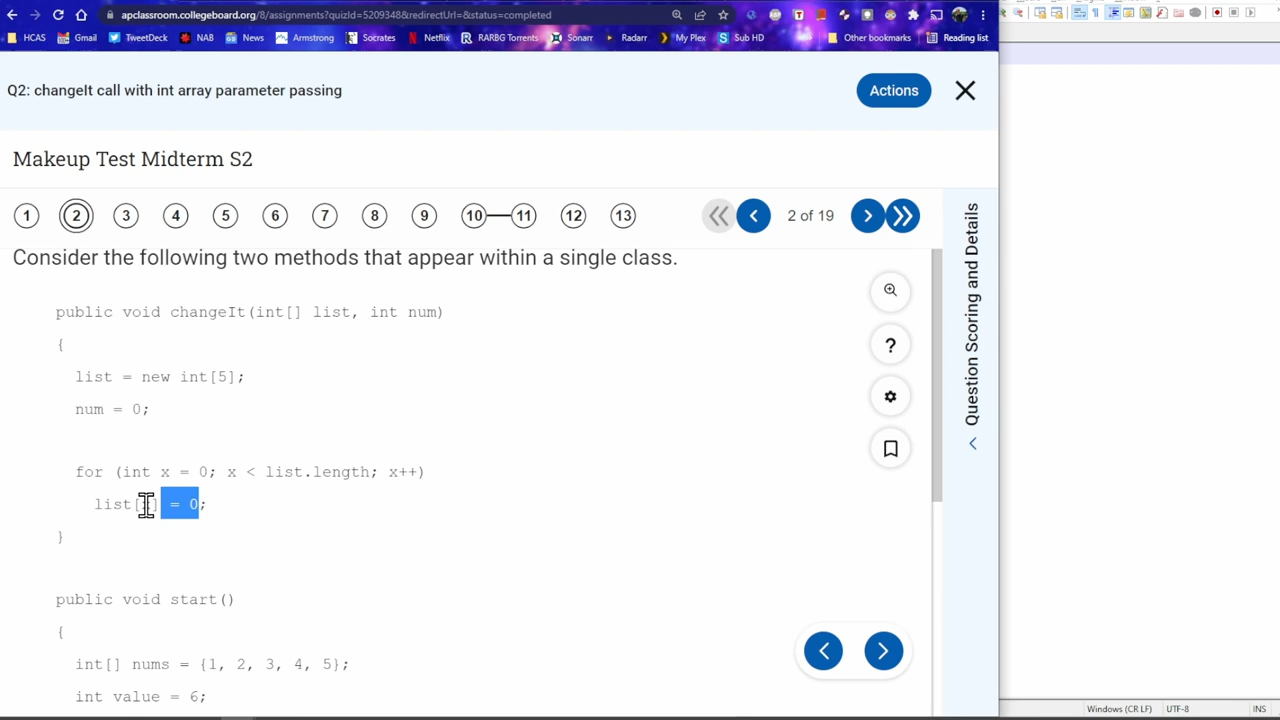 apclassroom.collegeboard.org/8/assignments?quizId=5209348&redirectUrl=&status=completed
HCAS Gmail TweetDeck NAB News Armstrong Socrates Netflix RARBG Torrents Sonarr Radarr My Plex Sub HD Other bookmarks Reading list
Q2: changeIt call with int array parameter passing
Actions
Makeup Test Midterm S2
1 2 3 4 5 6 7 8 9 10 11 12 13
2 of 19
Question Scoring and Details
Consider the following two methods that appear within a single class.
public void changeIt(int[] list, int num)
{
list = new int[5];
num = 0;
for (int x = 0; x < list.length; x++)
list[x] = 0;
}
public void start()
{
int[] nums = {1, 2, 3, 4, 5};
int value = 6;
?
Windows (CR LF) UTF-8 INS